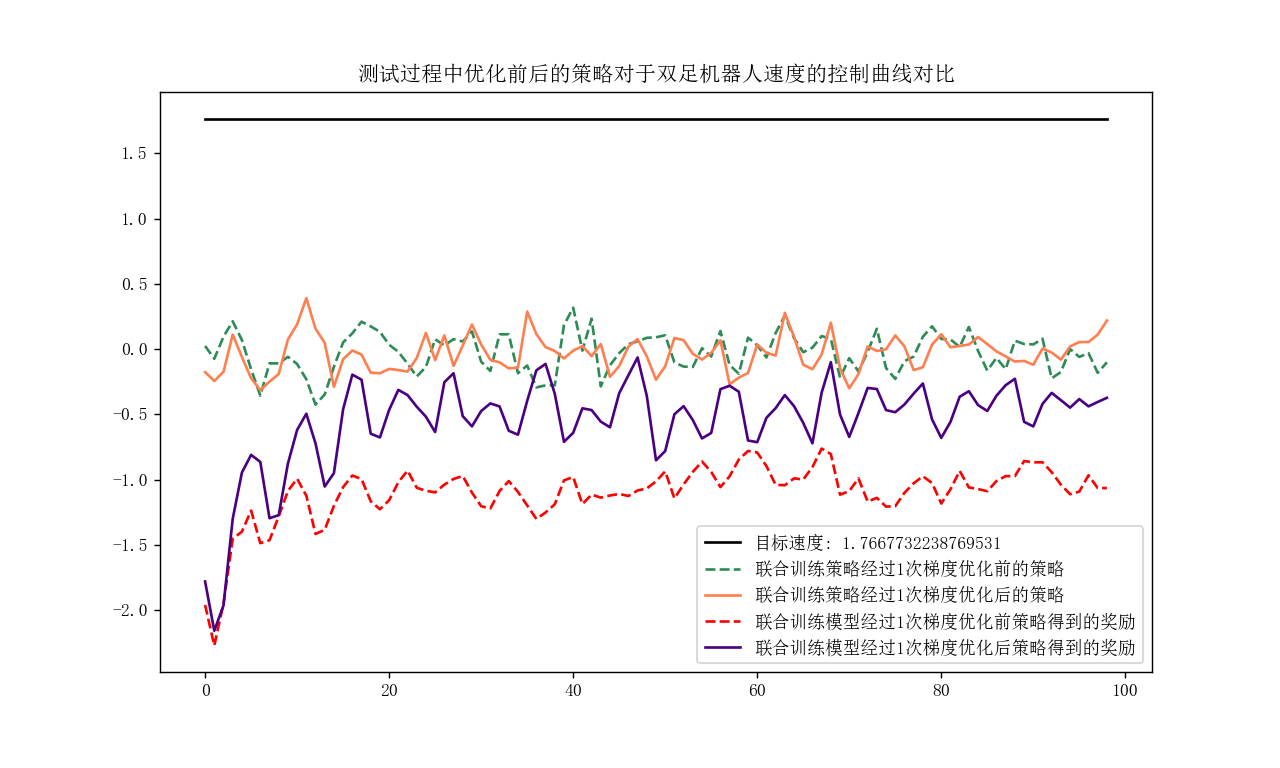 测试过程中优化前后的策略对于双足机器人速度的控制曲线对比
1.5
1.0
0.5
0.0
−0.5
−1.0
−1.5
−2.0
目标速度: 1.7667732238769531
联合训练策略经过1次梯度优化前的策略
联合训练策略经过1次梯度优化后的策略
联合训练模型经过1次梯度优化前策略得到的奖励
联合训练模型经过1次梯度优化后策略得到的奖励
0 20 40 60 80 100